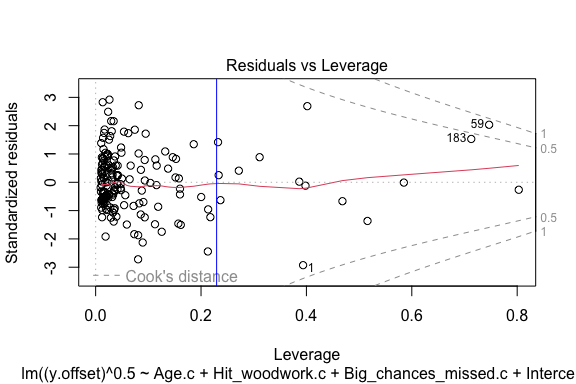 Residuals vs Leverage
Standardized residuals
3
2
1
0
-1
-2
-3
59
183
1
1
0.5
0.5
1
Cook's distance
0.0 0.2 0.4 0.6 0.8
Leverage
lm((y.offset)^0.5 ~ Age.c + Hit_woodwork.c + Big_chances_missed.c + Interce